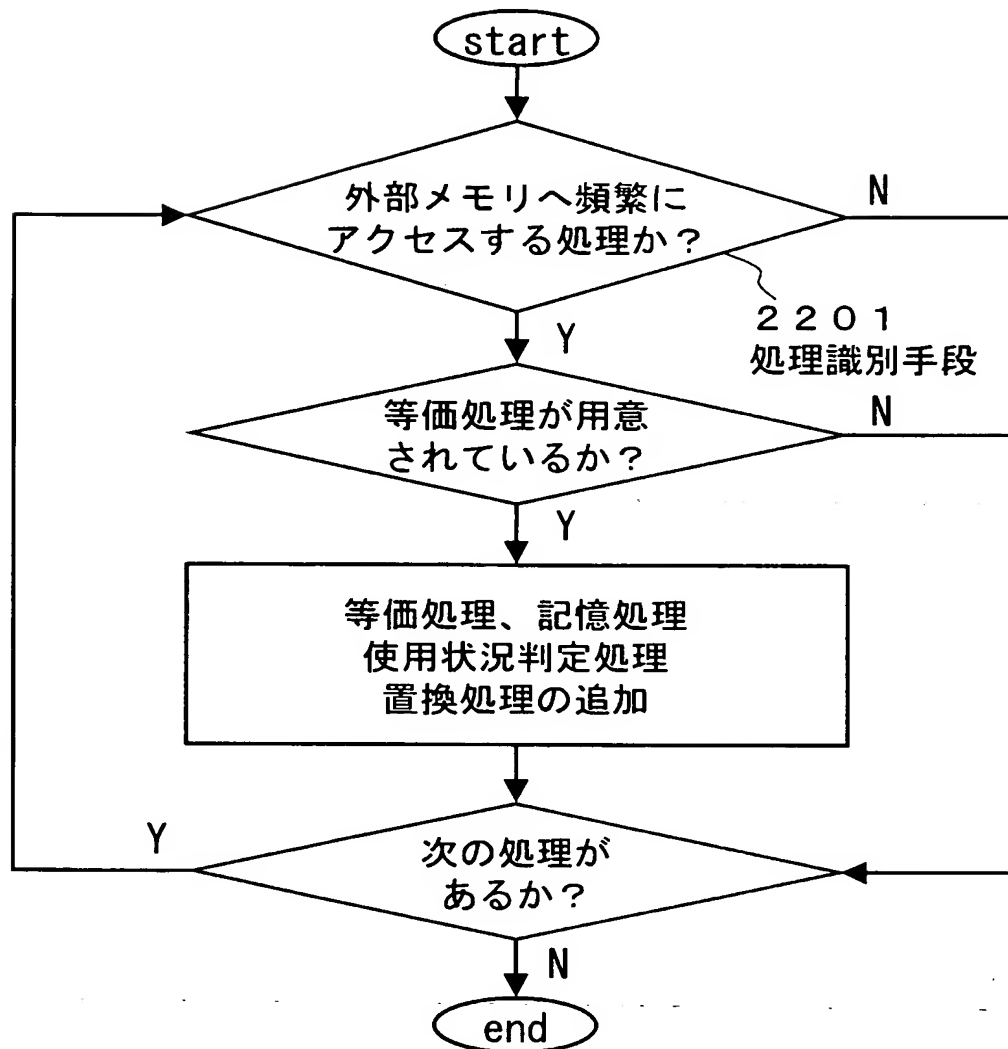 start
外部メモリへ頻繁に
アクセスする処理か？
N
２２０１
処理識別手段
Y
等価処理が用意
されているか？
N
Y
等価処理、記憶処理
使用状況判定処理
置換処理の追加
Y
次の処理が
あるか？
N
end